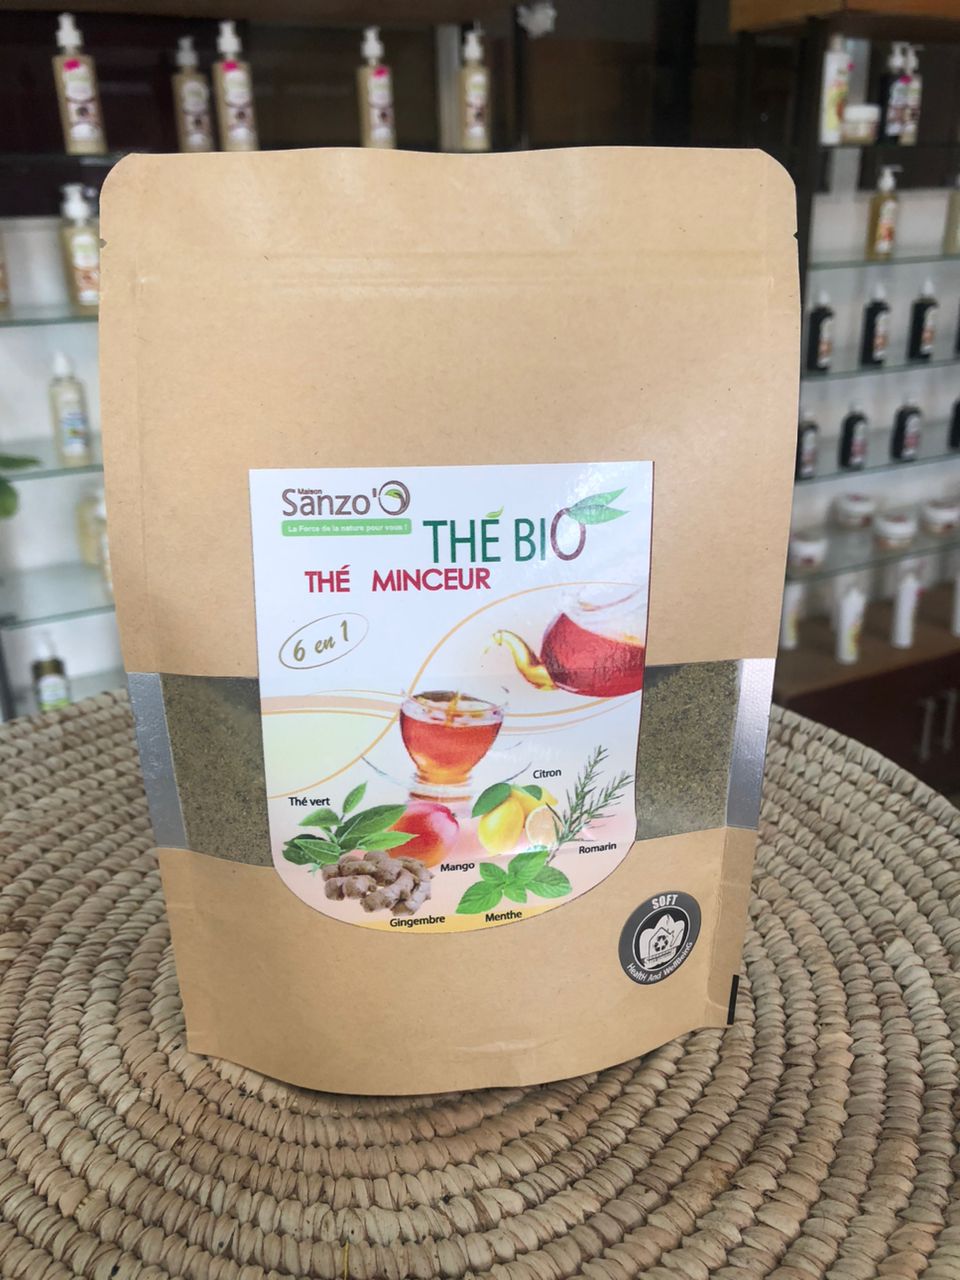 Maison
Sanzo'O
La Force de la nature pour vous !
THÉ BIO
THÉ MINCEUR
6 en 1
Citron
Thé vert
Romarin
Mango
Gingembre
Menthe
SOFT
HealtH And WellbeinG